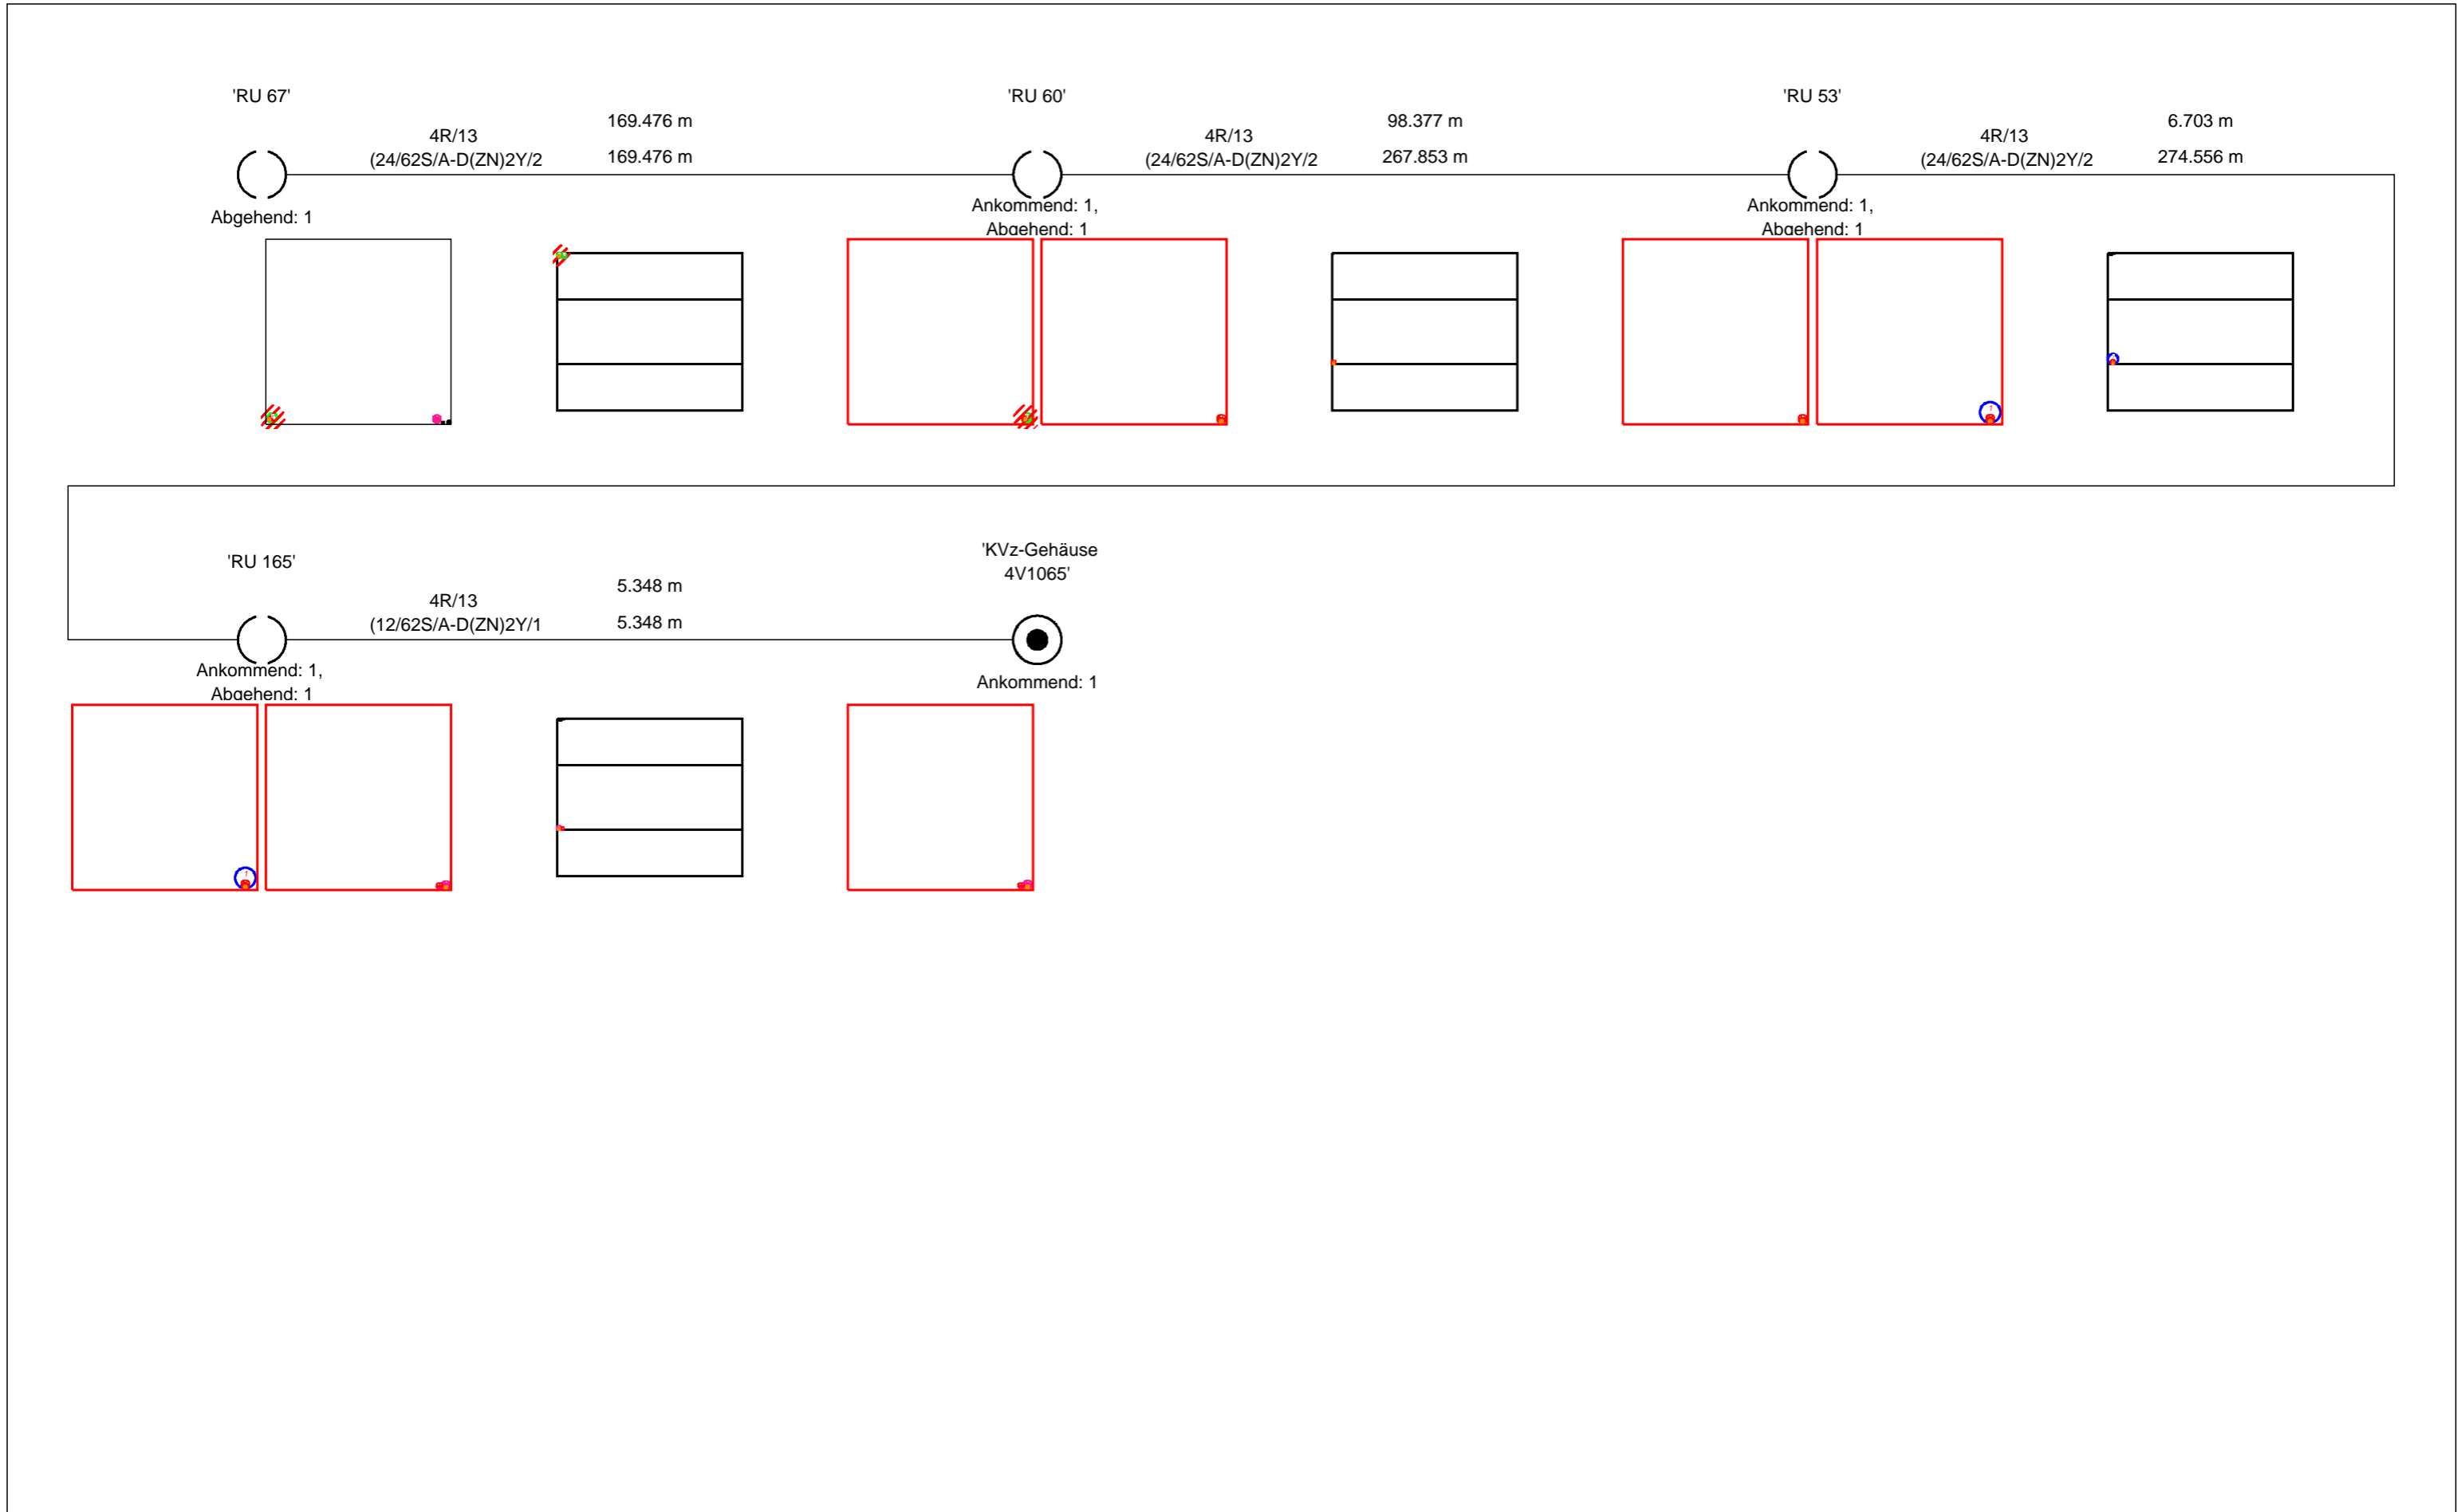 'RU 67'
4R/13
(24/62S/A-D(ZN)2Y/2
169.476 m
169.476 m
Abgehend: 1
'RU 60'
4R/13
(24/62S/A-D(ZN)2Y/2
98.377 m
267.853 m
Ankommend: 1,
Abgehend: 1
'RU 53'
4R/13
(24/62S/A-D(ZN)2Y/2
6.703 m
274.556 m
Ankommend: 1,
Abgehend: 1
'RU 165'
4R/13
(12/62S/A-D(ZN)2Y/1
5.348 m
5.348 m
Ankommend: 1,
Abgehend: 1
'KVz-Gehäuse
4V1065'
Ankommend: 1